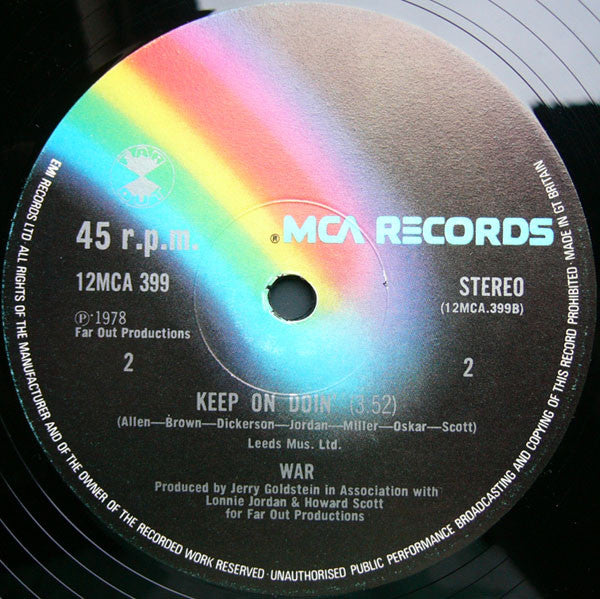 FAR
OUT
45 r.p.m.
® MCA RECORDS
12MCA 399
STEREO
(12MCA.399B)
℗ 1978
Far Out Productions
2
2
KEEP ON DOIN' (3.52)
(Allen—Brown—Dickerson—Jordan—Miller—Oskar—Scott)
Leeds Mus. Ltd.
WAR
Produced by Jerry Goldstein in Association with
Lonnie Jordan & Howard Scott
for Far Out Productions
EMI RECORDS LTD ALL RIGHTS OF THE MANUFACTURER AND OF THE OWNER OF THE RECORDED WORK RESERVED · UNAUTHORISED PUBLIC PERFORMANCE BROADCASTING AND COPYING OF THIS RECORD PROHIBITED · MADE IN GT BRITAIN